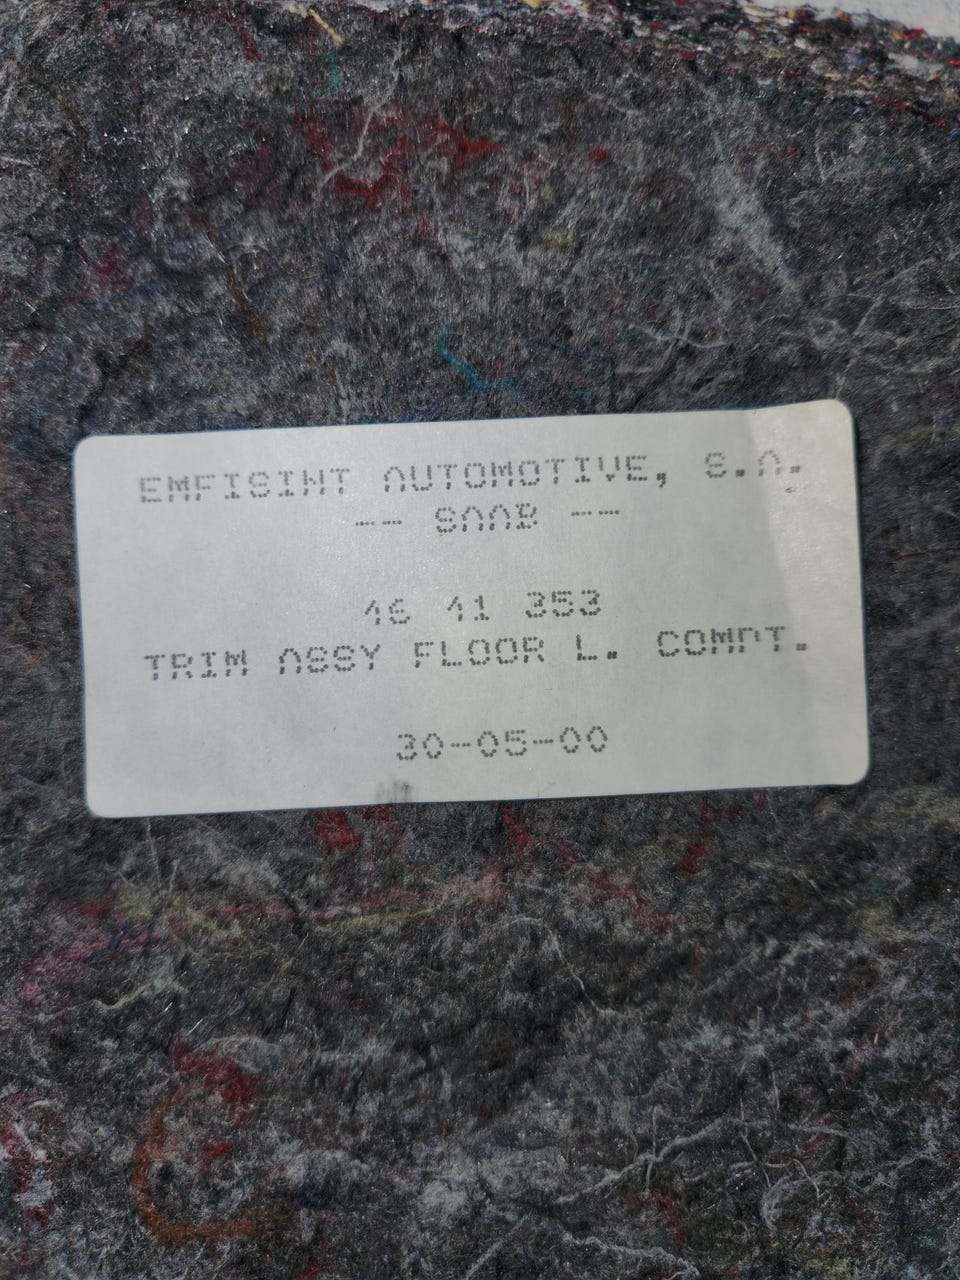 EMFISINT AUTOMOTIVE, S.A.
-- SAAB --
46 41 353
TRIM ASSY FLOOR L. COMPT.
30-05-00